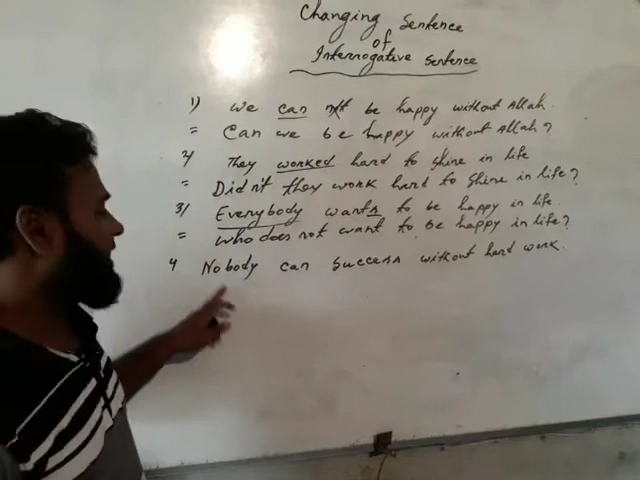 Changing Sentence
of
Interrogative Sentence
1) We can not be happy without Allah.
= Can we be happy without Allah?
2) They worked hard to shine in life
= Didn't they work hard to shine in life?
3) Everybody wants to be happy in life.
= Who does not want to be happy in life?
4 Nobody can success without hard work.